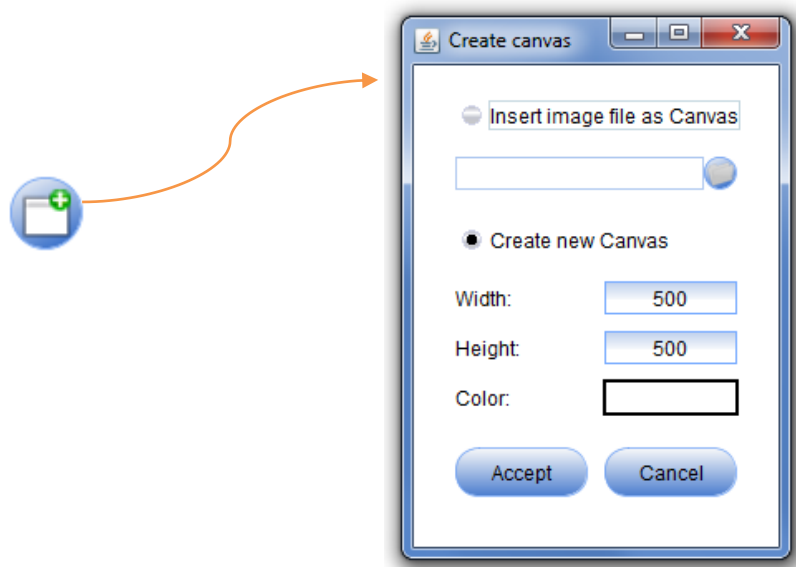 Create canvas
Insert image file as Canvas
Create new Canvas
Width: 500
Height: 500
Color:
Accept Cancel